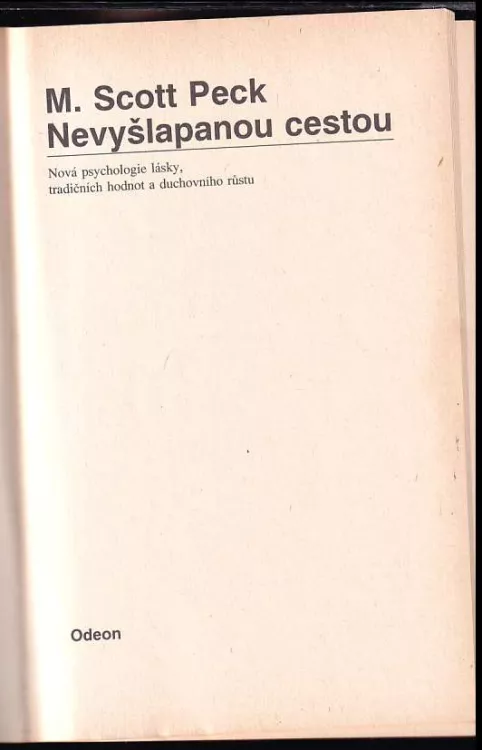 M. Scott Peck
Nevyšlapanou cestou
Nová psychologie lásky,
tradičních hodnot a duchovního růstu
Odeon